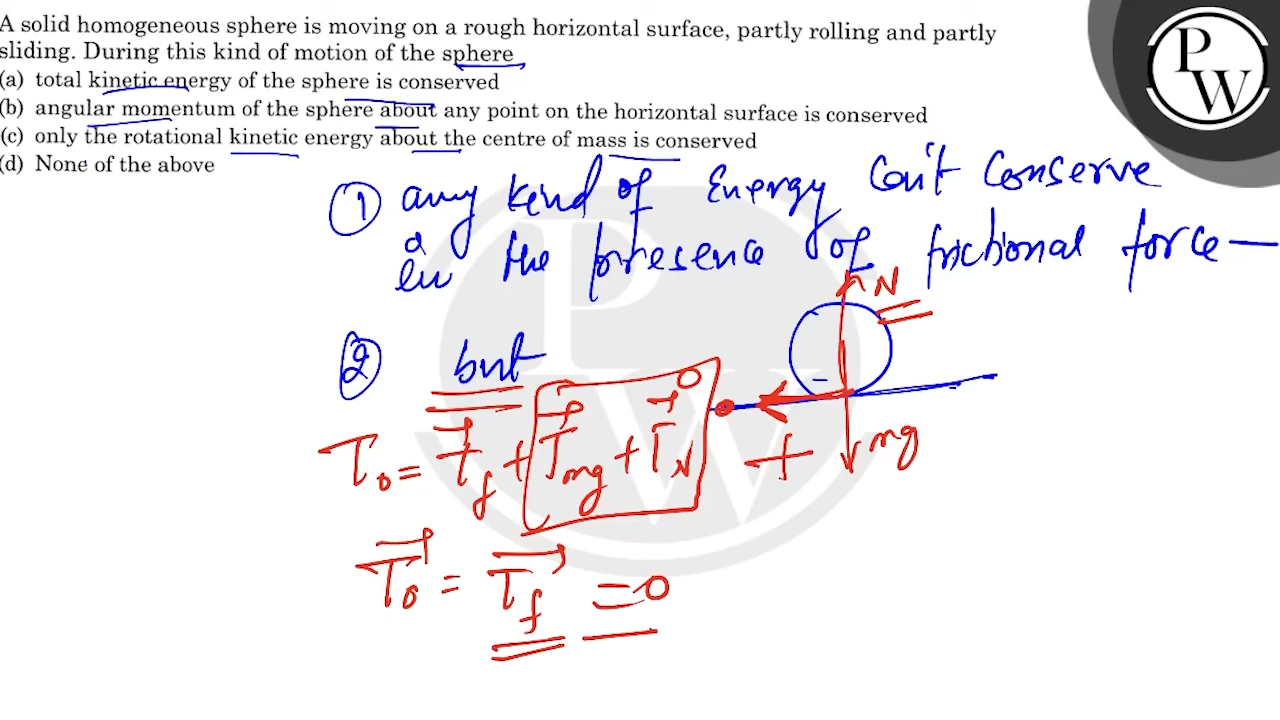 A solid homogeneous sphere is moving on a rough horizontal surface, partly rolling and partly
sliding. During this kind of motion of the sphere
(a) total kinetic energy of the sphere is conserved
(b) angular momentum of the sphere about any point on the horizontal surface is conserved
(c) only the rotational kinetic energy about the centre of mass is conserved
(d) None of the above
P
W
① any kind of Energy Con't Conserve
in the presence of frictional force —
N
② but
0
τ₀ = τf + τmg + τN
f
mg
τ₀ = τf = 0